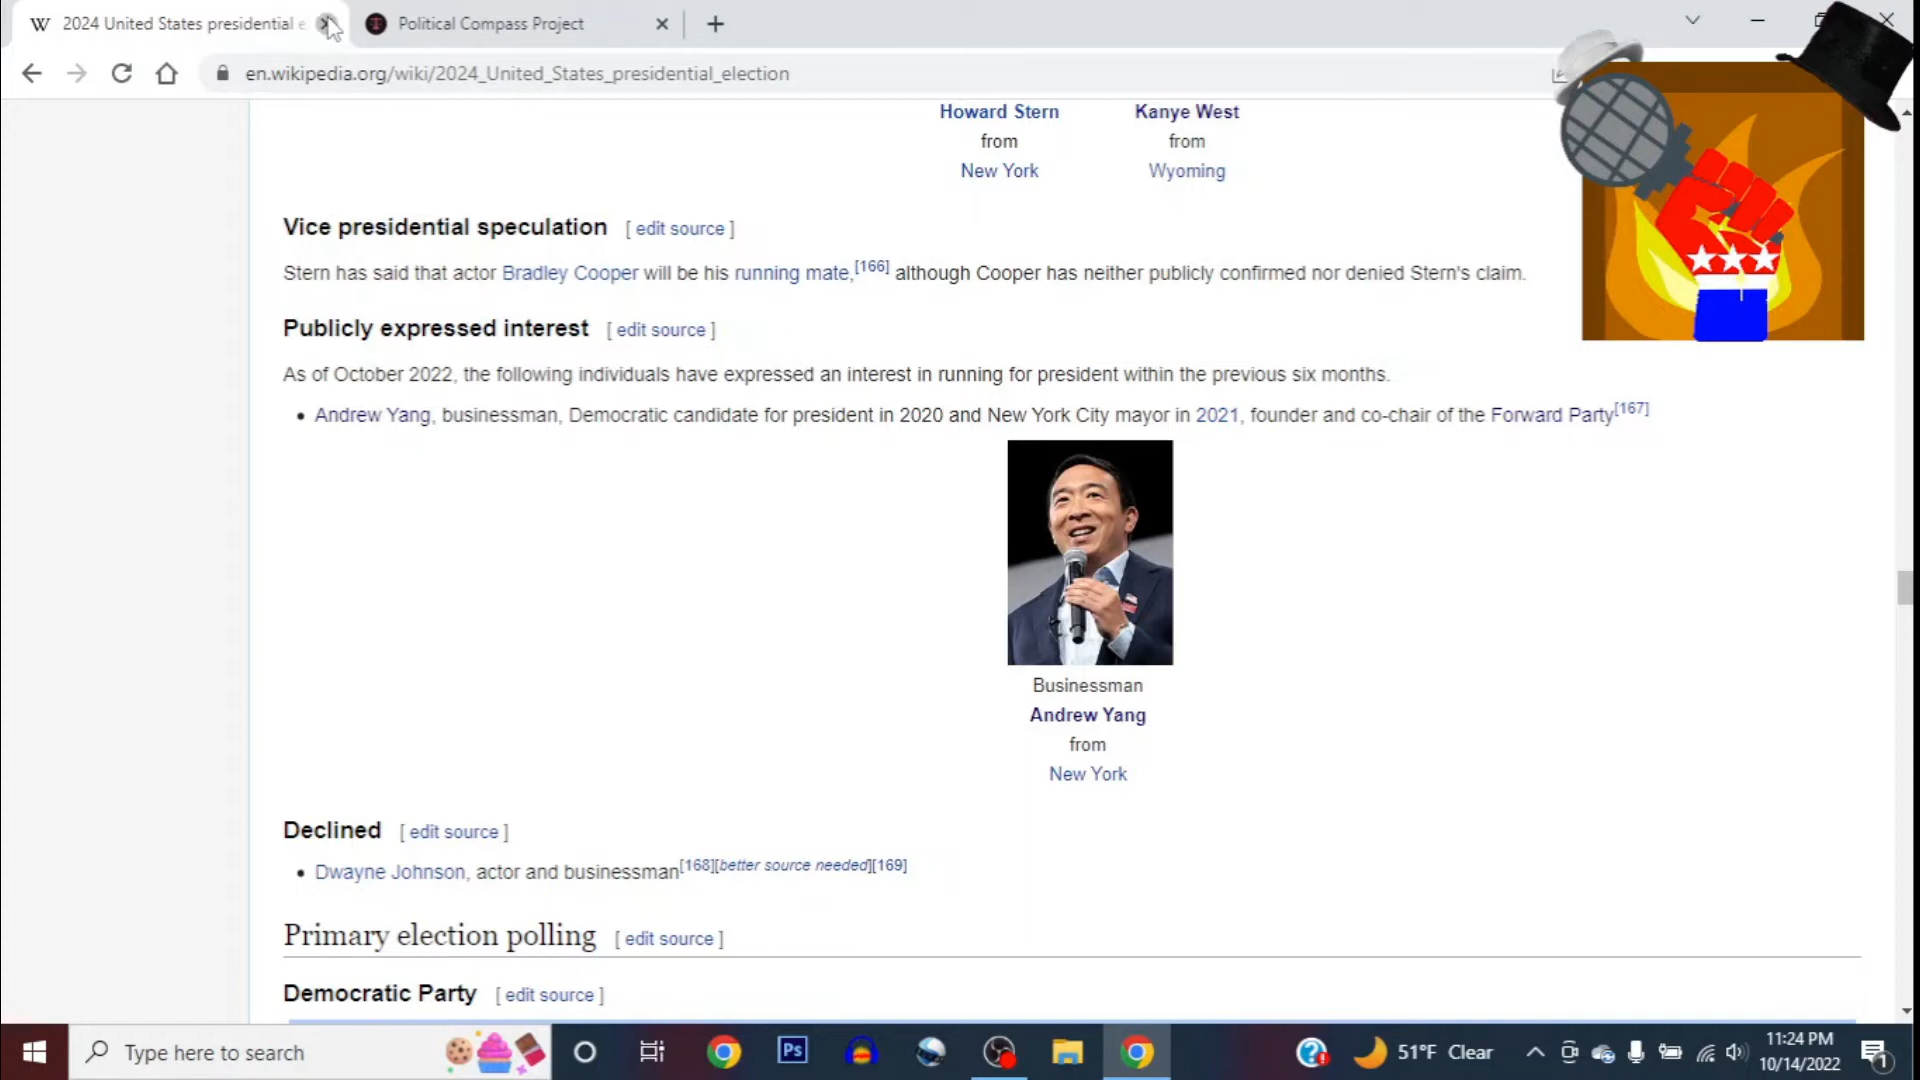 2024 United States presidential e
Political Compass Project
en.wikipedia.org/wiki/2024_United_States_presidential_election
Howard Stern Kanye West
from from
New York Wyoming
Vice presidential speculation [ edit source ]
Stern has said that actor Bradley Cooper will be his running mate,[166] although Cooper has neither publicly confirmed nor denied Stern's claim.
Publicly expressed interest [ edit source ]
As of October 2022, the following individuals have expressed an interest in running for president within the previous six months.
• Andrew Yang, businessman, Democratic candidate for president in 2020 and New York City mayor in 2021, founder and co-chair of the Forward Party[167]
Businessman
Andrew Yang
from
New York
Declined [ edit source ]
• Dwayne Johnson, actor and businessman[168][better source needed][169]
Primary election polling [ edit source ]
Democratic Party [ edit source ]
Type here to search
Ps
51°F Clear
11:24 PM
10/14/2022
1